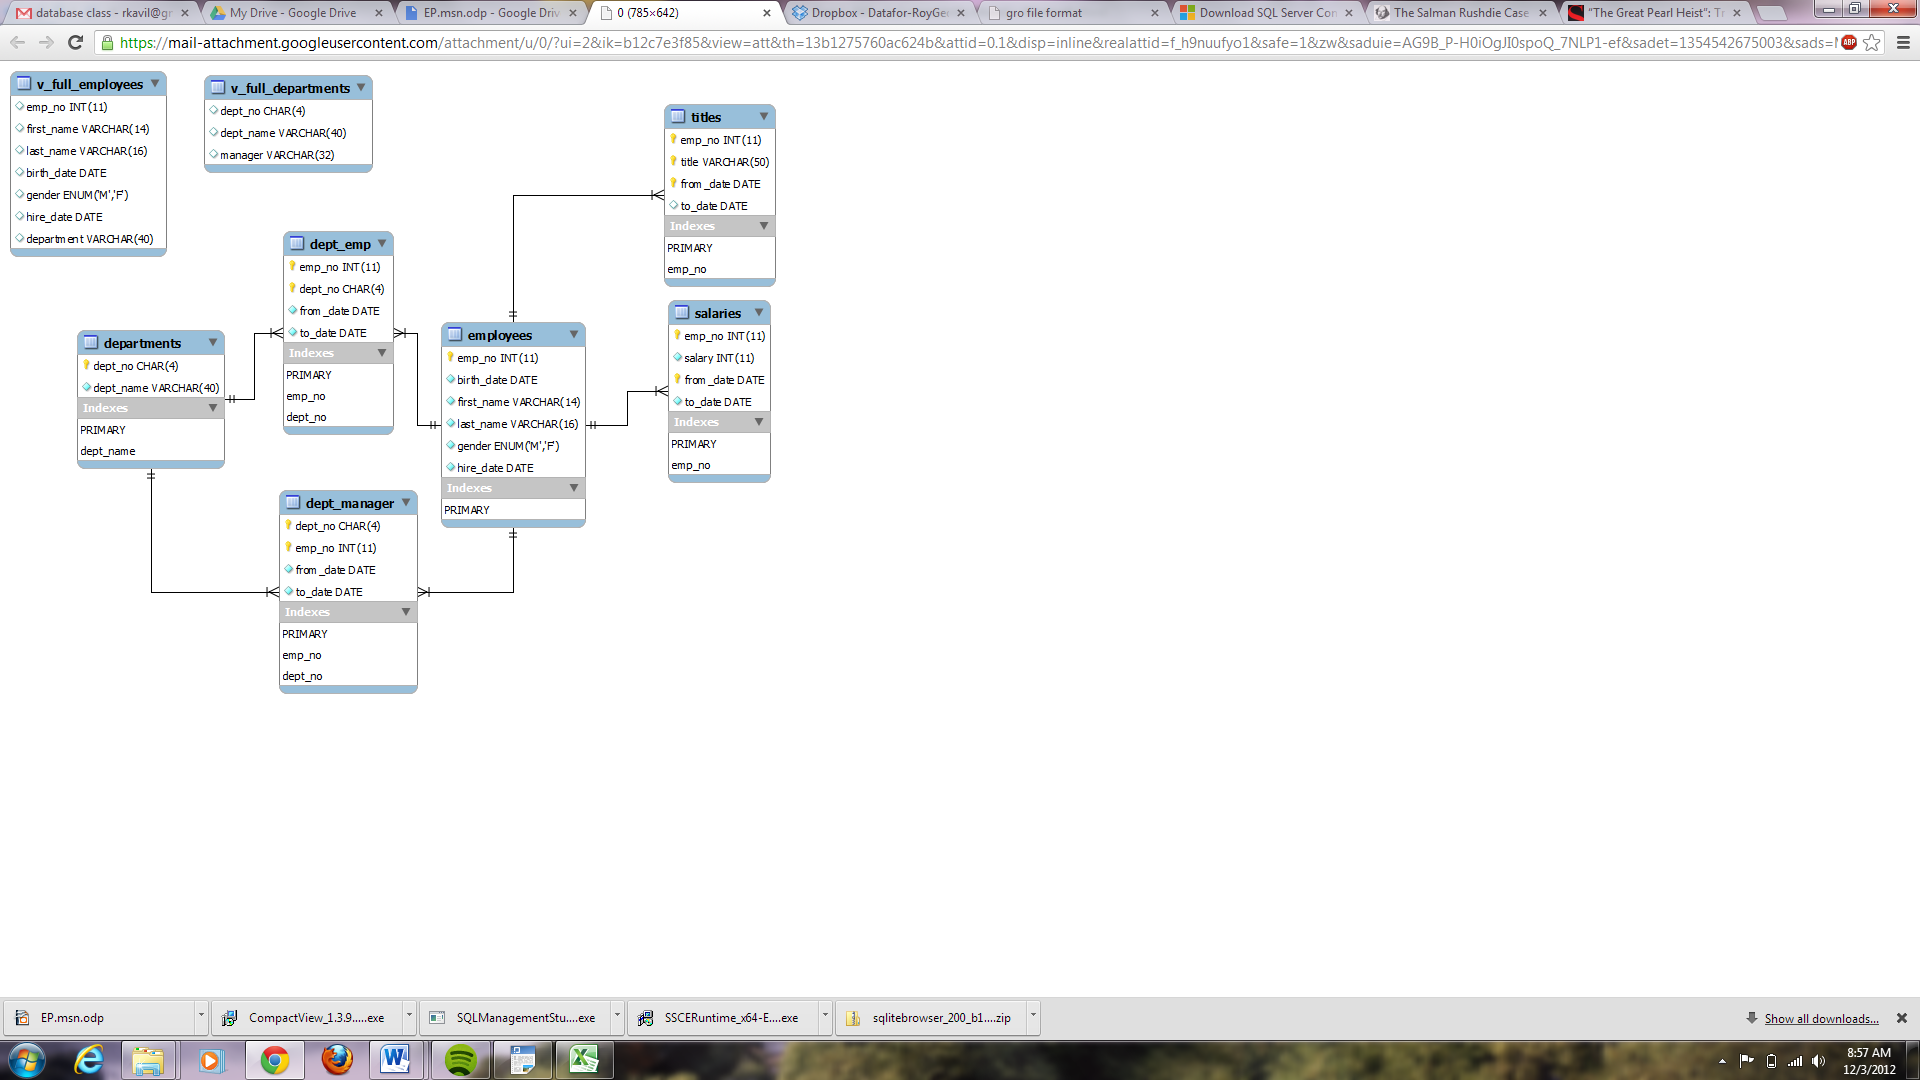 database class - rkavil@gr
My Drive - Google Drive
EP.msn.odp - Google Driv
0 (785×642)
Dropbox - Datafor-RoyGe
gro file format
Download SQL Server Con
The Salman Rushdie Case
"The Great Pearl Heist": Tr
https://mail-attachment.googleusercontent.com/attachment/u/0/?ui=2&ik=b12c7e3f85&view=att&th=13b1275760ac624b&attid=0.1&disp=inline&realattid=f_h9nuufyo1&safe=1&zw&saduie=AG9B_P-H0iOgJI0spoQ_7NLP1-ef&sadet=1354542675003&sads=
ABP
v_full_employees
emp_no INT(11)
first_name VARCHAR(14)
last_name VARCHAR(16)
birth_date DATE
gender ENUM('M','F')
hire_date DATE
department VARCHAR(40)
v_full_departments
dept_no CHAR(4)
dept_name VARCHAR(40)
manager VARCHAR(32)
titles
emp_no INT(11)
title VARCHAR(50)
from_date DATE
to_date DATE
Indexes
PRIMARY
emp_no
dept_emp
emp_no INT(11)
dept_no CHAR(4)
from_date DATE
to_date DATE
Indexes
PRIMARY
emp_no
dept_no
departments
dept_no CHAR(4)
dept_name VARCHAR(40)
Indexes
PRIMARY
dept_name
employees
emp_no INT(11)
birth_date DATE
first_name VARCHAR(14)
last_name VARCHAR(16)
gender ENUM('M','F')
hire_date DATE
Indexes
PRIMARY
salaries
emp_no INT(11)
salary INT(11)
from_date DATE
to_date DATE
Indexes
PRIMARY
emp_no
dept_manager
dept_no CHAR(4)
emp_no INT(11)
from_date DATE
to_date DATE
Indexes
PRIMARY
emp_no
dept_no
EP.msn.odp
CompactView_1.3.9.....exe
SQLManagementStu....exe
SSCERuntime_x64-E....exe
sqlitebrowser_200_b1....zip
Show all downloads...
8:57 AM
12/3/2012